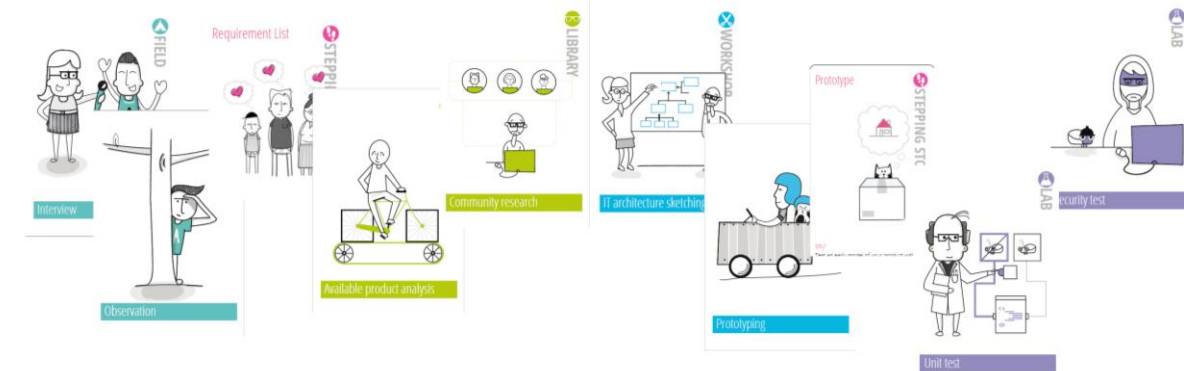 FIELD
Interview
Observation
Requirement List
STEPPI
Available product analysis
LIBRARY
Community research
WORKSHOP
IT architecture sketching
Prototyping
Prototype
STEPPING STC
LAB
Unit test
LAB
ecurity test